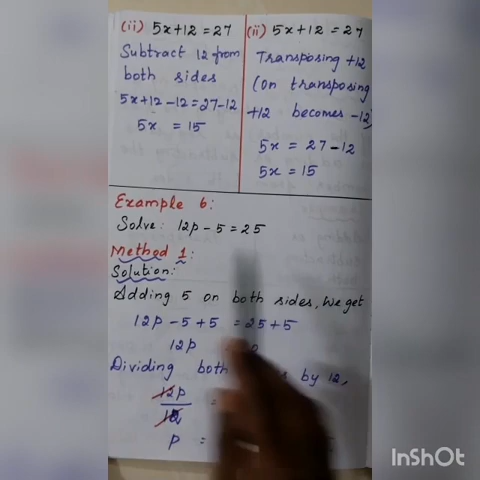 (ii) 5x+12=27
Subtract 12 from
both sides
5x+12-12=27-12
5x = 15
(ii) 5x+12=27
Transposing +12
(on transposing
+12 becomes -12)
5x = 27-12
5x = 15
Example 6:
Solve: 12p-5=25
Method 1:
Solution:
Adding 5 on both sides, we get
12p -5+5 =25+5
12p
Dividing both by 12,
12p
=
12
p =
InShOt